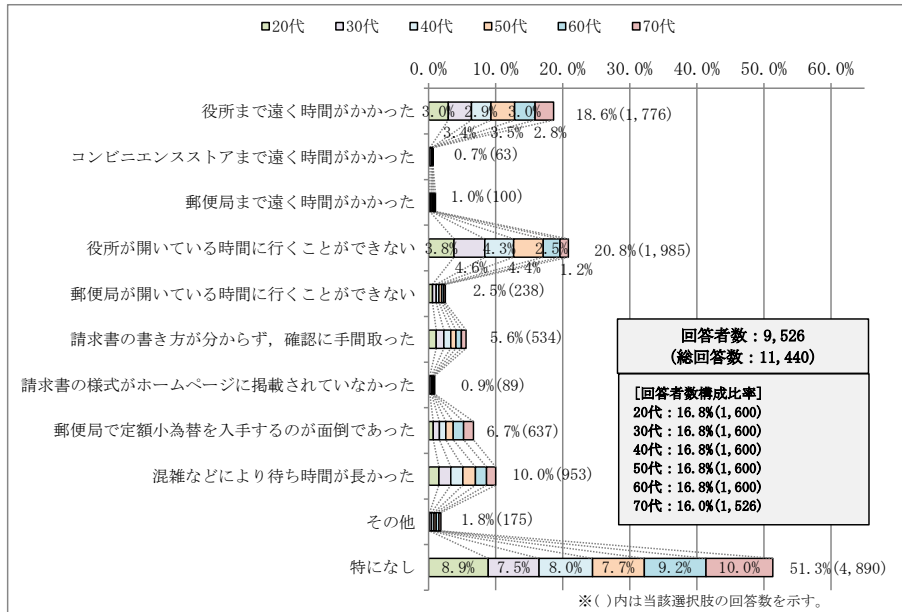 20代 30代 40代 50代 60代 70代
0.0% 10.0% 20.0% 30.0% 40.0% 50.0% 60.0%
役所まで遠く時間がかかった 3.0% 2.9% 3.0% 18.6%(1,776)
3.4% 3.5% 2.8%
コンビニエンスストアまで遠く時間がかかった 0.7%(63)
郵便局まで遠く時間がかかった 1.0%(100)
役所が開いている時間に行くことができない 3.8% 4.3% 2.5% 20.8%(1,985)
4.6% 4.4% 1.2%
郵便局が開いている時間に行くことができない 2.5%(238)
請求書の書き方が分からず，確認に手間取った 5.6%(534)
請求書の様式がホームページに掲載されていなかった 0.9%(89)
郵便局で定額小為替を入手するのが面倒であった 6.7%(637)
混雑などにより待ち時間が長かった 10.0%(953)
その他 1.8%(175)
特になし 8.9% 7.5% 8.0% 7.7% 9.2% 10.0% 51.3%(4,890)
回答者数：9,526
(総回答数：11,440)
[回答者数構成比率]
20代：16.8%(1,600)
30代：16.8%(1,600)
40代：16.8%(1,600)
50代：16.8%(1,600)
60代：16.8%(1,600)
70代：16.0%(1,526)
※( )内は当該選択肢の回答数を示す。